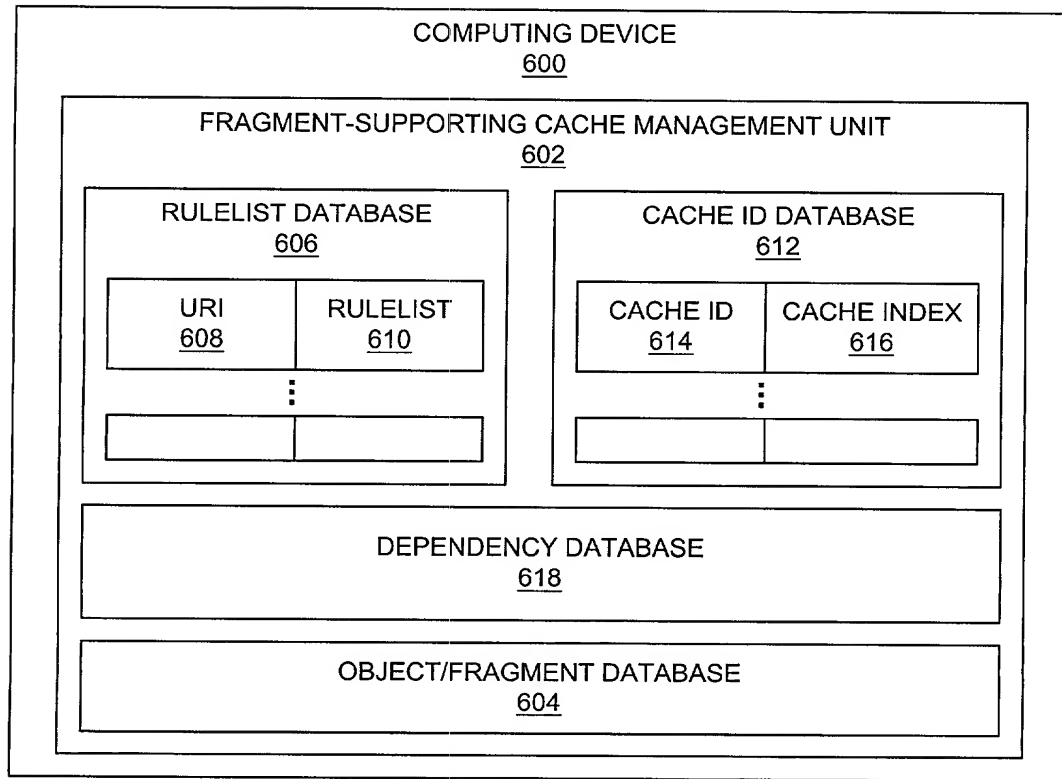 COMPUTING DEVICE
600
FRAGMENT-SUPPORTING CACHE MANAGEMENT UNIT
602
RULELIST DATABASE
606
URI
608
RULELIST
610
CACHE ID DATABASE
612
CACHE ID
614
CACHE INDEX
616
DEPENDENCY DATABASE
618
OBJECT/FRAGMENT DATABASE
604